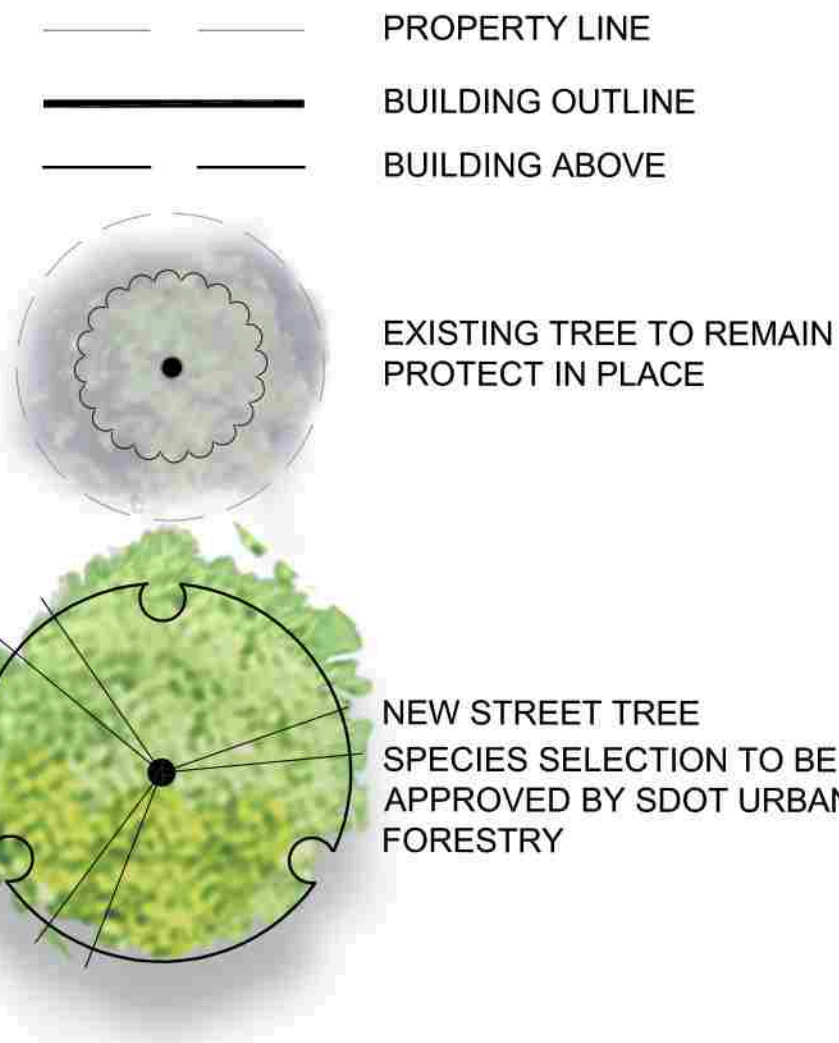 PROPERTY LINE
BUILDING OUTLINE
BUILDING ABOVE
EXISTING TREE TO REMAIN
PROTECT IN PLACE
NEW STREET TREE
SPECIES SELECTION TO BE
APPROVED BY SDOT URBAN
FORESTRY